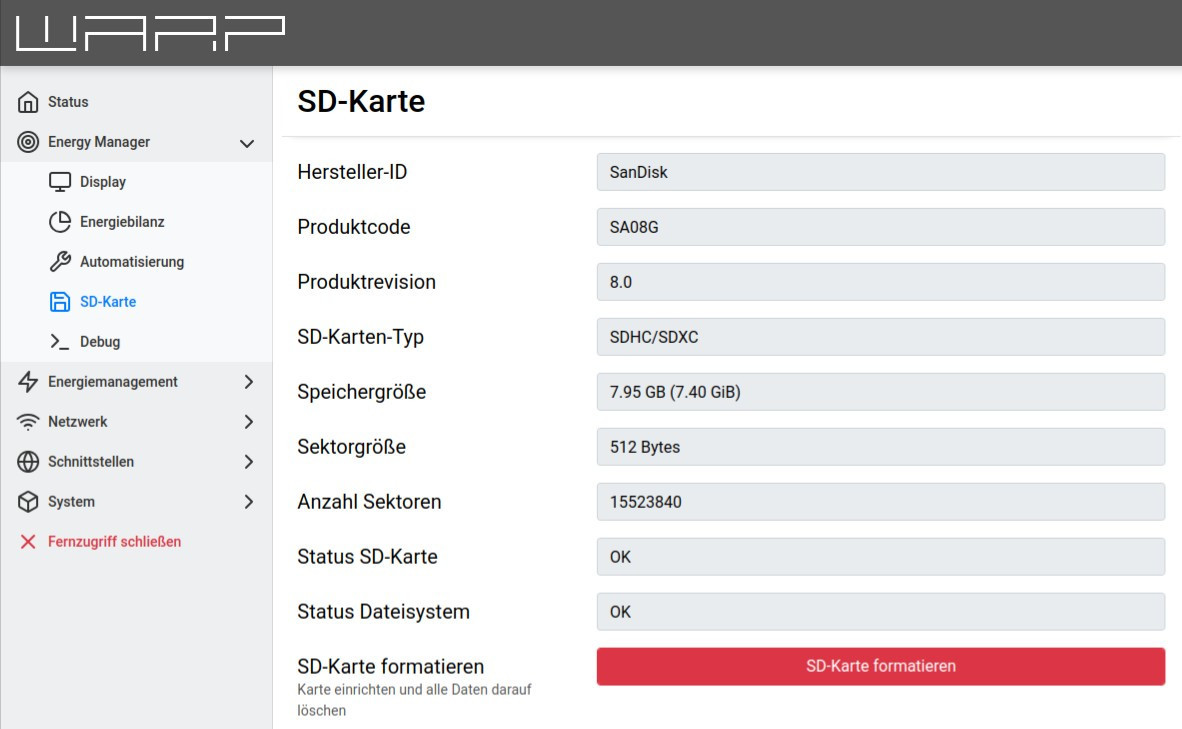 WARP
Status
Energy Manager
Display
Energiebilanz
Automatisierung
SD-Karte
Debug
Energiemanagement
Netzwerk
Schnittstellen
System
Fernzugriff schließen
SD-Karte
Hersteller-ID
SanDisk
Produktcode
SA08G
Produktrevision
8.0
SD-Karten-Typ
SDHC/SDXC
Speichergröße
7.95 GB (7.40 GiB)
Sektorgröße
512 Bytes
Anzahl Sektoren
15523840
Status SD-Karte
OK
Status Dateisystem
OK
SD-Karte formatieren
Karte einrichten und alle Daten darauf
löschen
SD-Karte formatieren